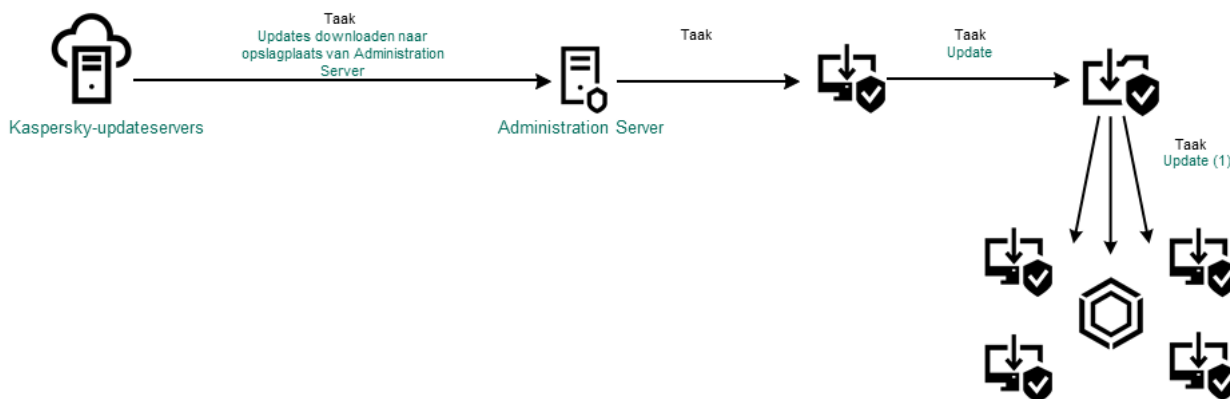 Taak
Updates downloaden naar
opslagplaats van Administration
Server
Taak
Taak
Update
Kaspersky-updateservers
Administration Server
Taak
Update (1)